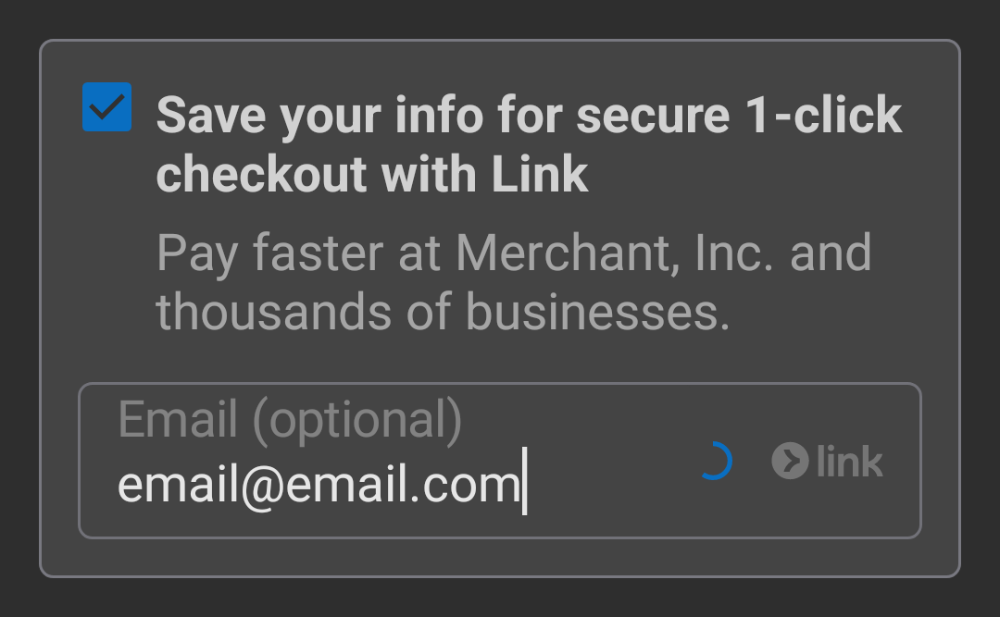 Save your info for secure 1-click
checkout with Link
Pay faster at Merchant, Inc. and
thousands of businesses.
Email (optional)
email@email.com
link